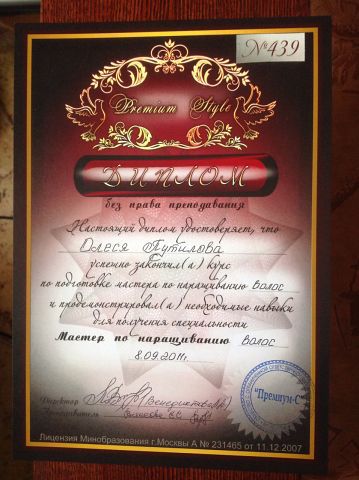 №439
Premium Style
ДИПЛОМ
без права преподавания
Настоящий диплом удостоверяет, что
Олеся Путилова
успешно закончил(а) курс
по подготовке мастера по наращиванию Волос
и продемонстрировал(а) необходимые навыки
для получения специальности
Мастер по наращиванию Волос
8.09.2011г.
Директор
Преподаватель
"Премиум-С"
Лицензия Минобразования г.Москвы А № 231465 от 11.12.2007